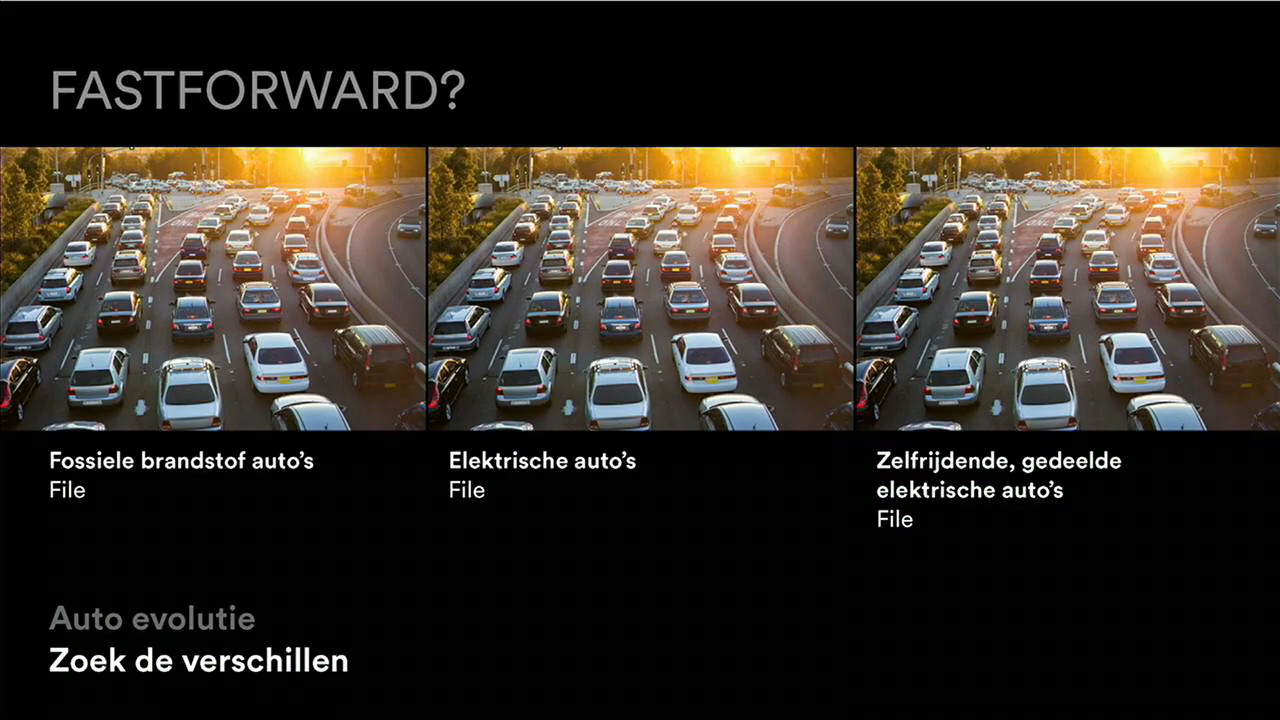 FASTFORWARD?
Fossiele brandstof auto's
File
Elektrische auto's
File
Zelfrijdende, gedeelde
elektrische auto's
File
Auto evolutie
Zoek de verschillen